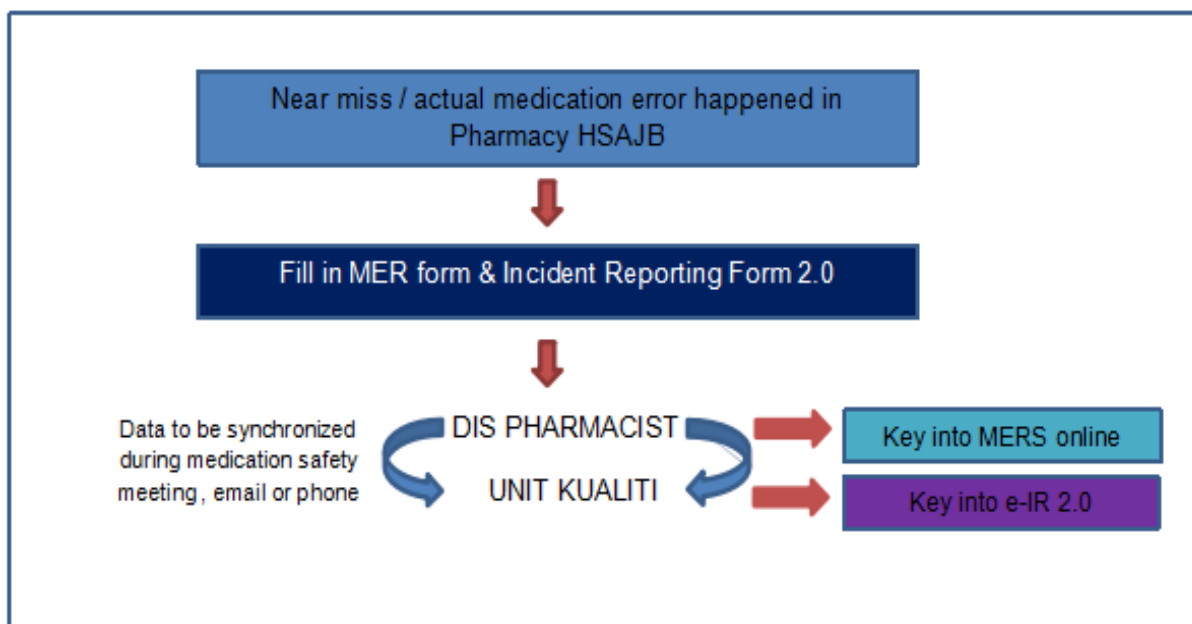 Near miss / actual medication error happened in
Pharmacy HSAJB
Fill in MER form & Incident Reporting Form 2.0
Data to be synchronized
during medication safety
meeting , email or phone
DIS PHARMACIST
UNIT KUALITI
Key into MERS online
Key into e-IR 2.0